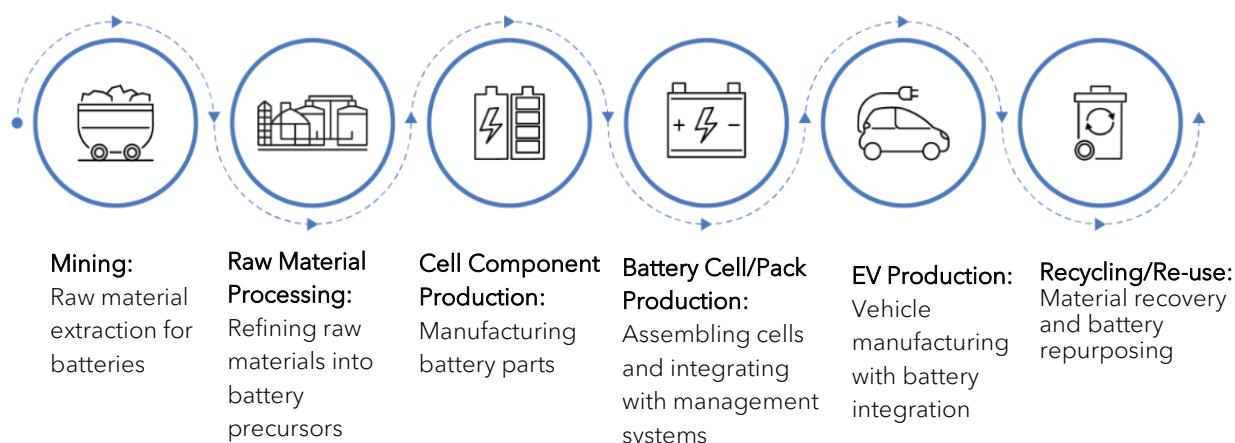 Mining:
Raw material
extraction for
batteries
Raw Material
Processing:
Refining raw
materials into
battery
precursors
Cell Component
Production:
Manufacturing
battery parts
Battery Cell/Pack
Production:
Assembling cells
and integrating
with management
systems
EV Production:
Vehicle
manufacturing
with battery
integration
Recycling/Re-use:
Material recovery
and battery
repurposing